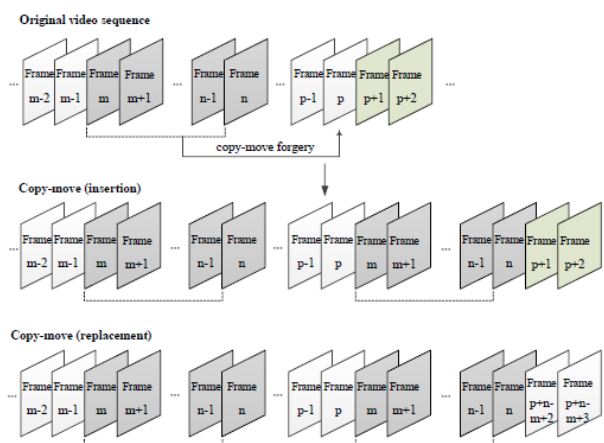 Original video sequence
... Frame m-2 Frame m-1 Frame m Frame m+1 ... Frame n-1 Frame n ... Frame p-1 Frame p Frame p+1 Frame p+2 ...
copy-move forgery
Copy-move (insertion)
... Frame m-2 Frame m-1 Frame m Frame m+1 ... Frame n-1 Frame n ... Frame p-1 Frame p Frame m Frame m+1 ... Frame n-1 Frame n Frame p+1 Frame p+2
Copy-move (replacement)
... Frame m-2 Frame m-1 Frame m Frame m+1 ... Frame n-1 Frame n ... Frame p-1 Frame p Frame m Frame m+1 ... Frame n-1 Frame n Frame p+n-m+2 Frame p+n-m+3